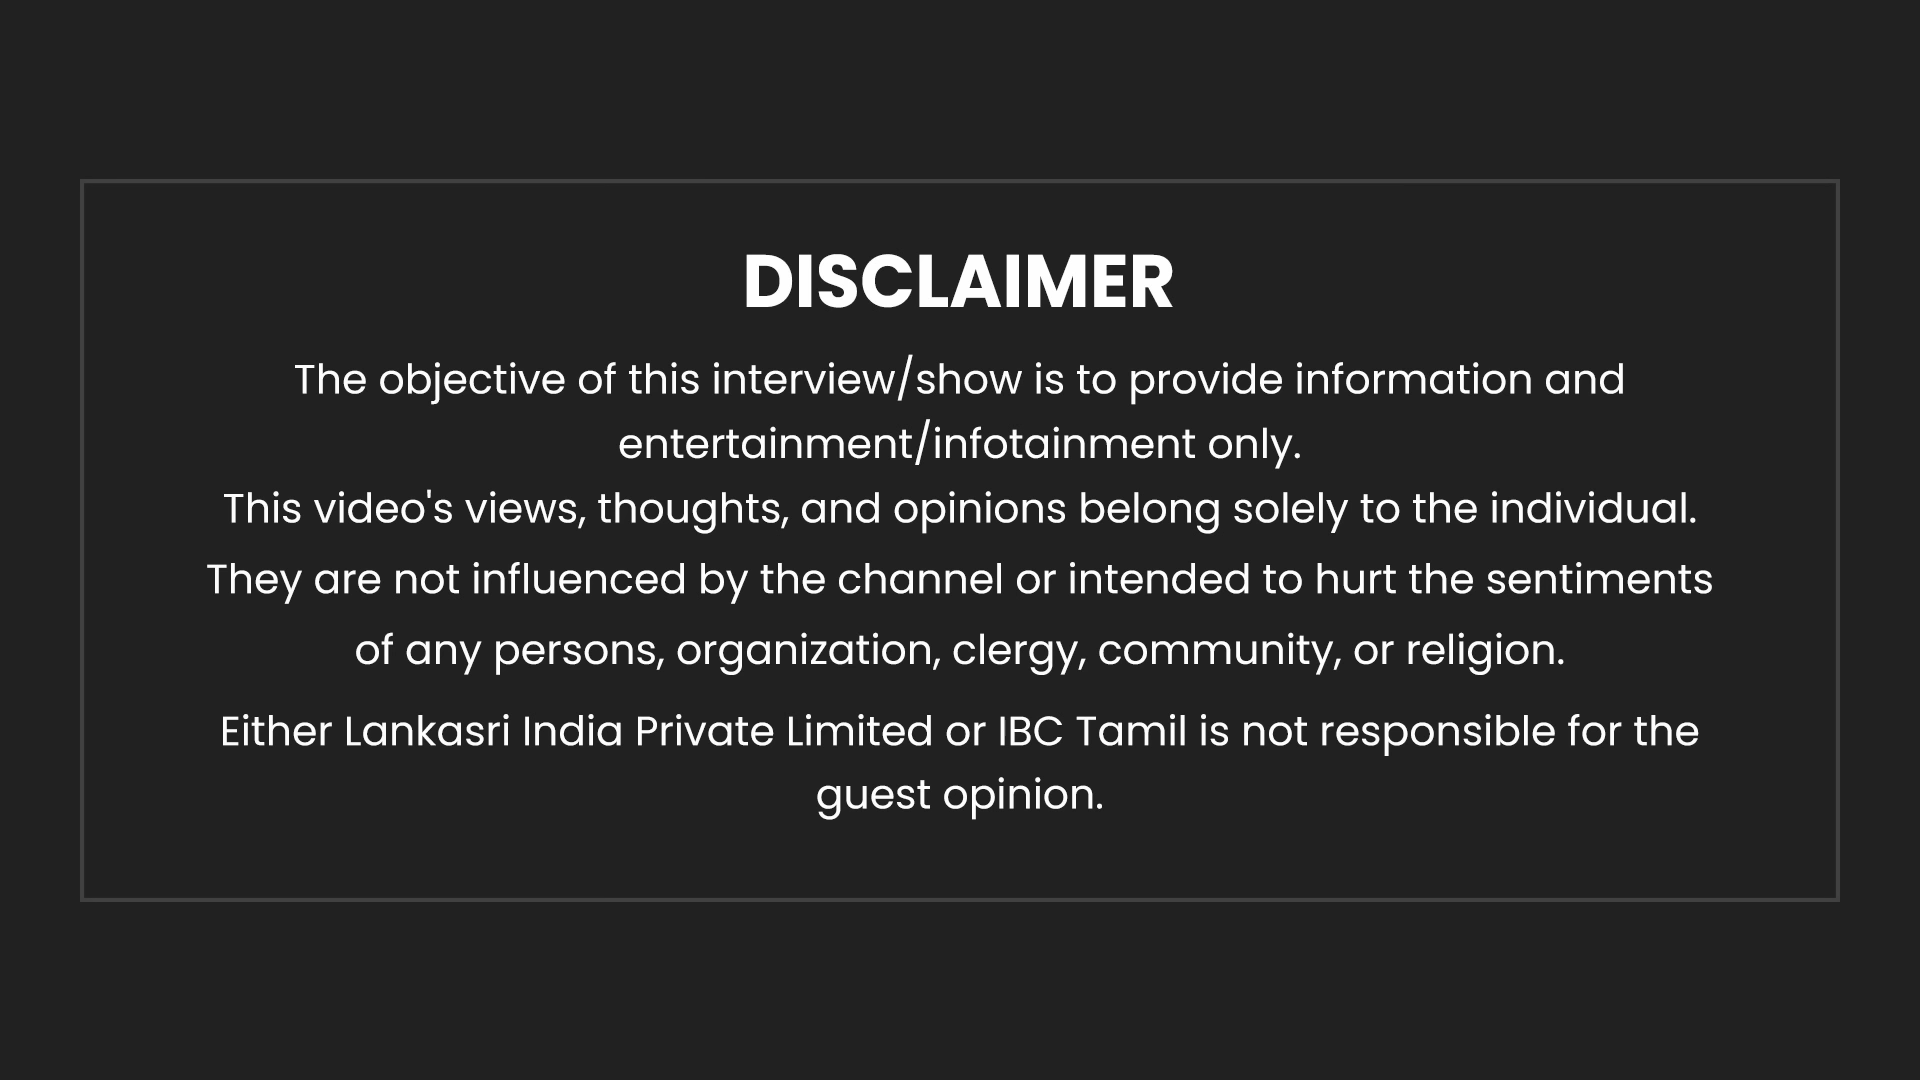 DISCLAIMER
The objective of this interview/show is to provide information and
entertainment/infotainment only.
This video's views, thoughts, and opinions belong solely to the individual.
They are not influenced by the channel or intended to hurt the sentiments
of any persons, organization, clergy, community, or religion.
Either Lankasri India Private Limited or IBC Tamil is not responsible for the
guest opinion.